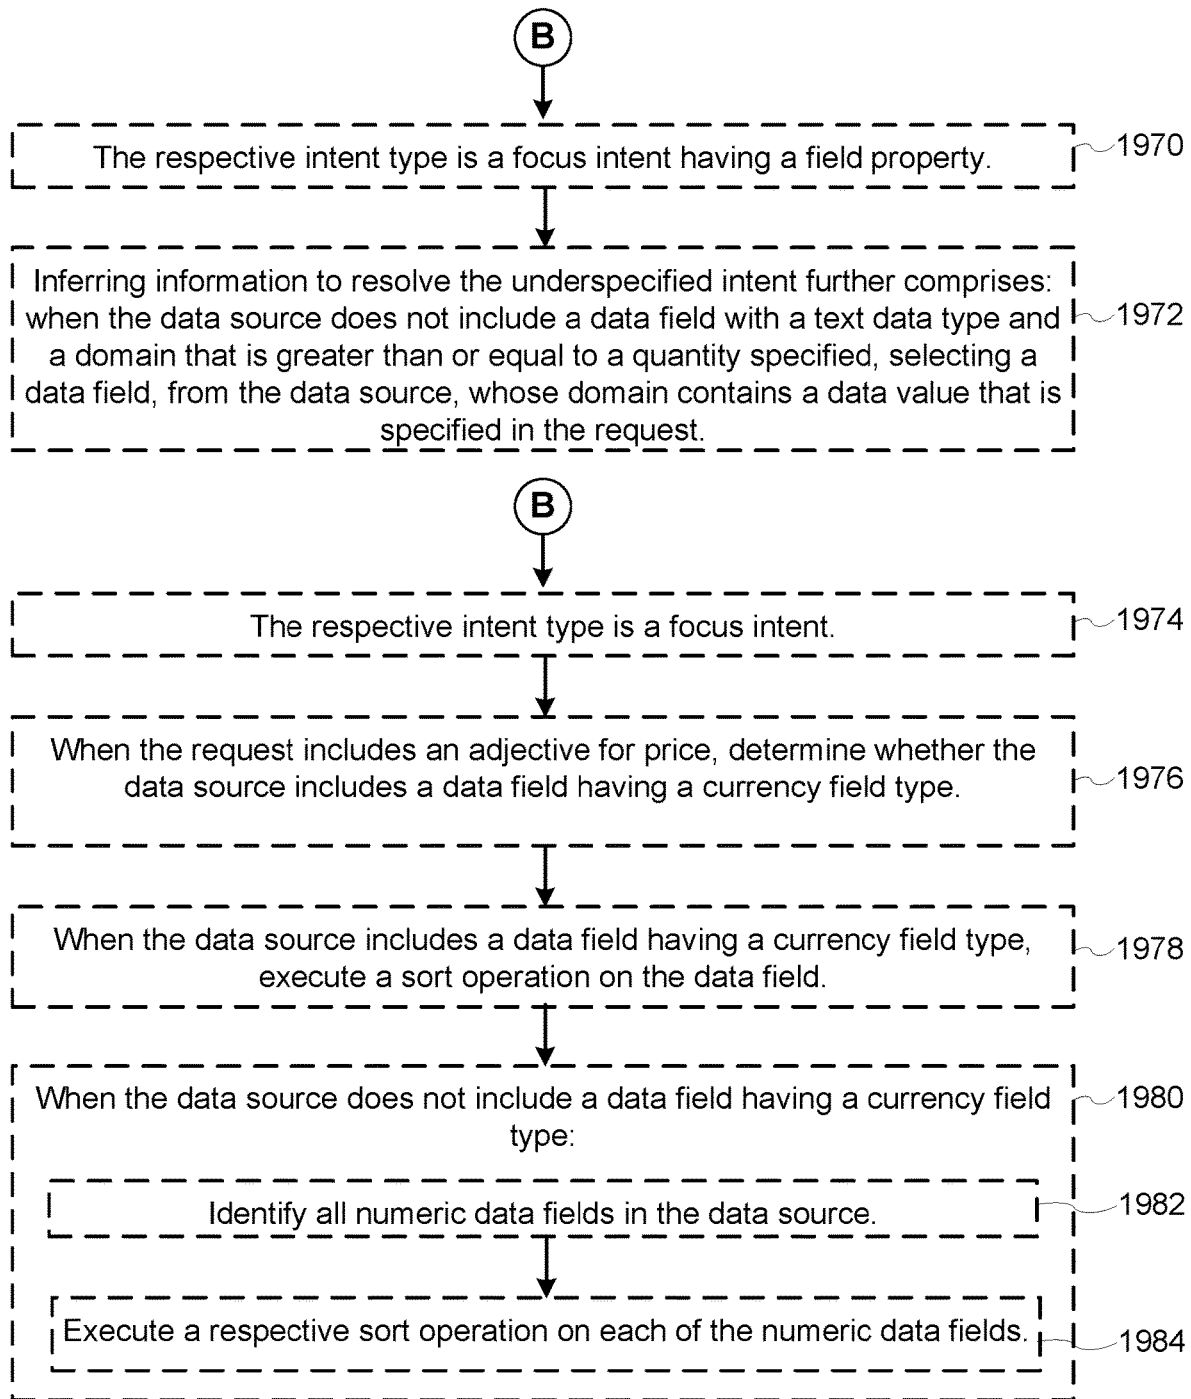 B
The respective intent type is a focus intent having a field property.
1970
Inferring information to resolve the underspecified intent further comprises:
when the data source does not include a data field with a text data type and
a domain that is greater than or equal to a quantity specified, selecting a
data field, from the data source, whose domain contains a data value that is
specified in the request.
1972
B
The respective intent type is a focus intent.
1974
When the request includes an adjective for price, determine whether the
data source includes a data field having a currency field type.
1976
When the data source includes a data field having a currency field type,
execute a sort operation on the data field.
1978
When the data source does not include a data field having a currency field
type:
1980
Identify all numeric data fields in the data source.
1982
Execute a respective sort operation on each of the numeric data fields.
1984